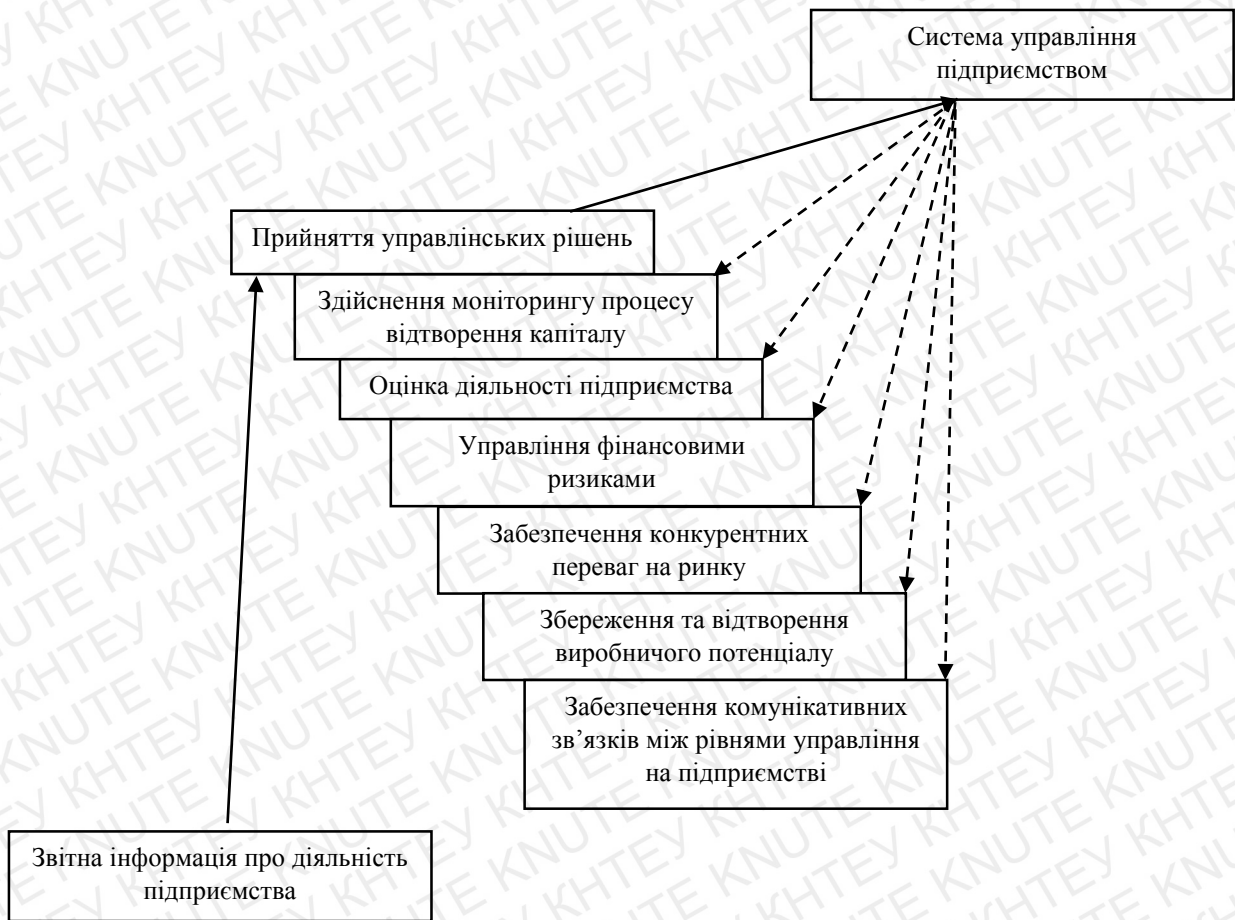 Система управління
підприємством
Прийняття управлінських рішень
Здійснення моніторингу процесу
відтворення капіталу
Оцінка діяльності підприємства
Управління фінансовими
ризиками
Забезпечення конкурентних
переваг на ринку
Збереження та відтворення
виробничого потенціалу
Забезпечення комунікативних
зв’язків між рівнями управління
на підприємстві
Звітна інформація про діяльність
підприємства